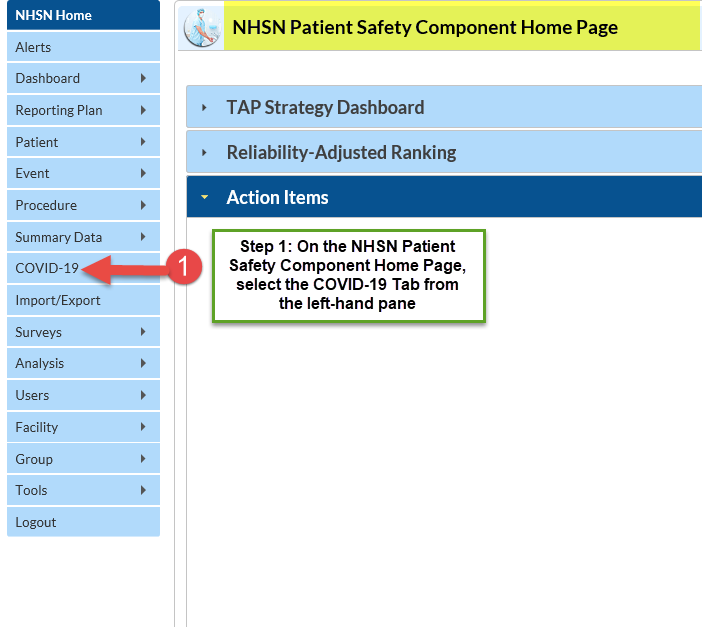 NHSN Home
Alerts
Dashboard
Reporting Plan
Patient
Event
Procedure
Summary Data
COVID-19
Import/Export
Surveys
Analysis
Users
Facility
Group
Tools
Logout
NHSN Patient Safety Component Home Page
TAP Strategy Dashboard
Reliability-Adjusted Ranking
Action Items
1
Step 1: On the NHSN Patient
Safety Component Home Page,
select the COVID-19 Tab from
the left-hand pane